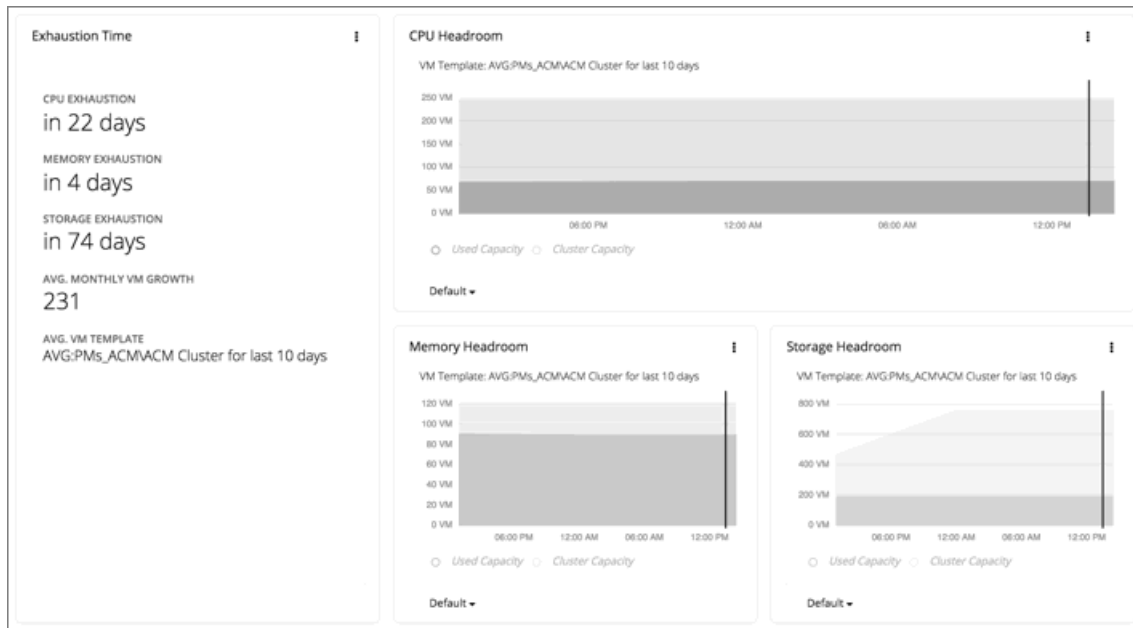 Exhaustion Time
CPU EXHAUSTION
in 22 days
MEMORY EXHAUSTION
in 4 days
STORAGE EXHAUSTION
in 74 days
AVG. MONTHLY VM GROWTH
231
AVG. VM TEMPLATE
AVG:PMs_ACM\ACM Cluster for last 10 days
CPU Headroom
VM Template: AVG:PMs_ACM\ACM Cluster for last 10 days
250 VM
200 VM
150 VM
100 VM
50 VM
0 VM
06:00 PM 12:00 AM 06:00 AM 12:00 PM
Used Capacity Cluster Capacity
Default
Memory Headroom
VM Template: AVG:PMs_ACM\ACM Cluster for last 10 days
120 VM
100 VM
80 VM
60 VM
40 VM
20 VM
0 VM
06:00 PM 12:00 AM 06:00 AM 12:00 PM
Used Capacity Cluster Capacity
Default
Storage Headroom
VM Template: AVG:PMs_ACM\ACM Cluster for last 10 days
800 VM
600 VM
400 VM
200 VM
0 VM
06:00 PM 12:00 AM 06:00 AM 12:00 PM
Used Capacity Cluster Capacity
Default